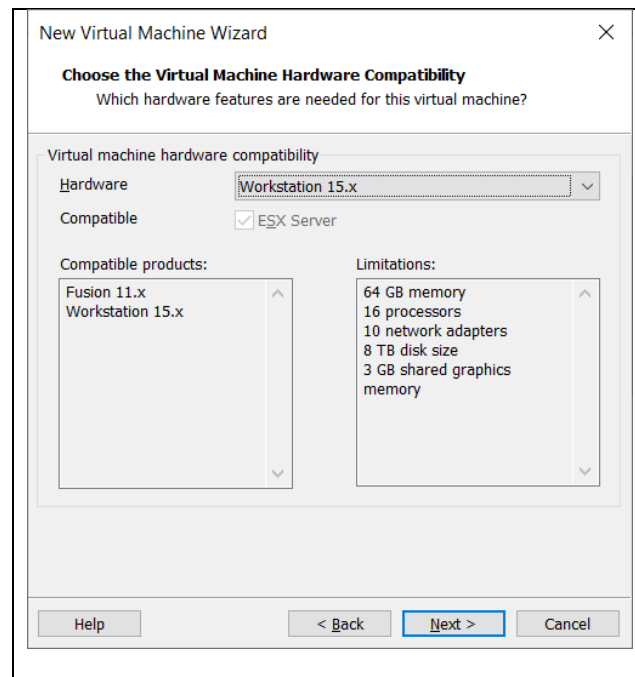 New Virtual Machine Wizard
Choose the Virtual Machine Hardware Compatibility
Which hardware features are needed for this virtual machine?
Virtual machine hardware compatibility
Hardware
Workstation 15.x
Compatible
ESX Server
Compatible products:
Fusion 11.x
Workstation 15.x
Limitations:
64 GB memory
16 processors
10 network adapters
8 TB disk size
3 GB shared graphics
memory
Help
< Back
Next >
Cancel